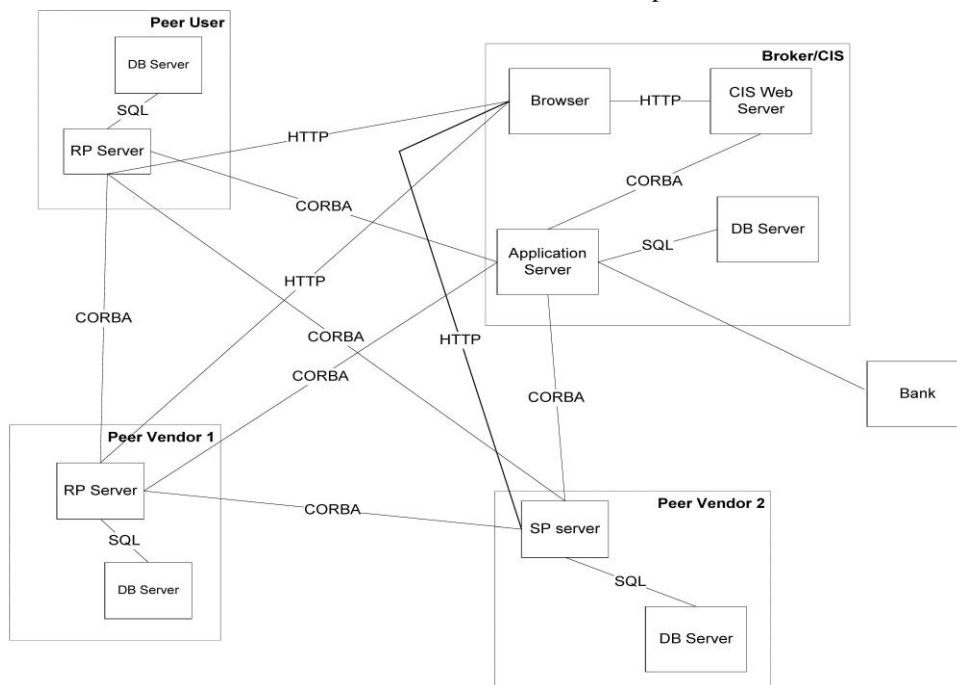 Peer User
DB Server
SQL
RP Server
HTTP
CORBA
Broker/CIS
Browser
HTTP
CIS Web
Server
CORBA
Application
Server
SQL
DB Server
HTTP
CORBA
CORBA
HTTP
CORBA
CORBA
Bank
Peer Vendor 1
RP Server
SQL
DB Server
CORBA
Peer Vendor 2
SP server
SQL
DB Server